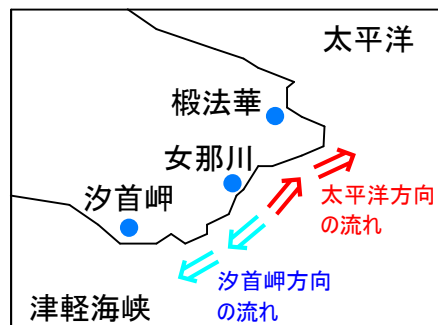 太平洋
椴法華
女那川
汐首岬
太平洋方向
の流れ
汐首岬方向
の流れ
津軽海峡